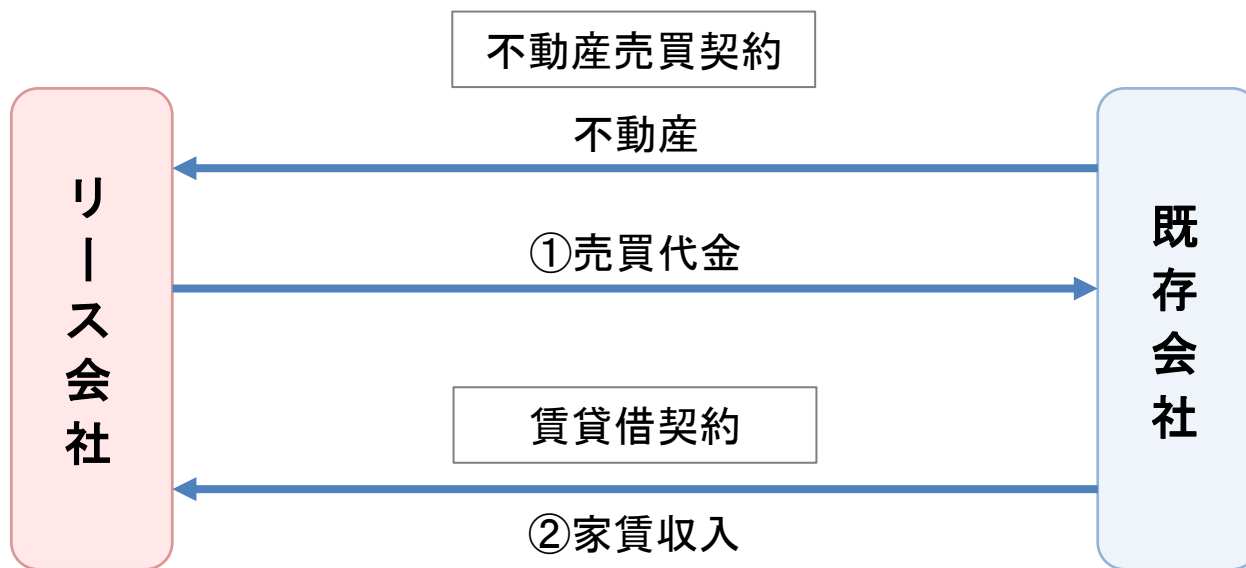 不動産売買契約
不動産
①売買代金
賃貸借契約
②家賃収入
リース会社
既存会社